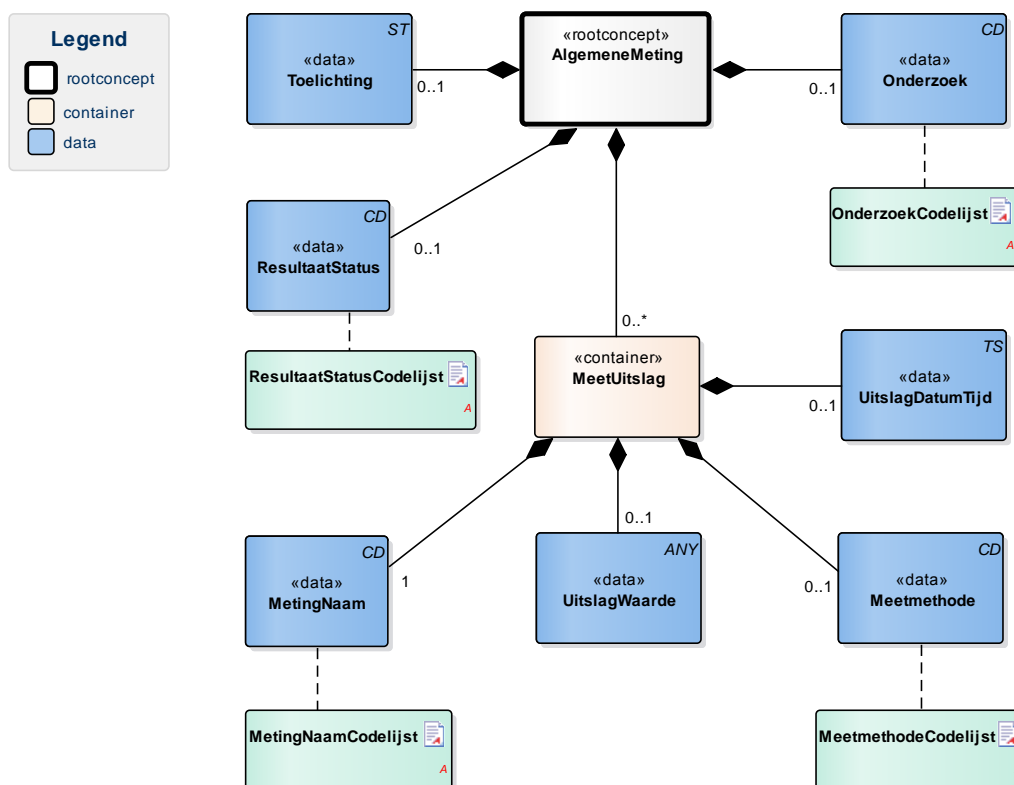 Legend
rootconcept
container
data
ST
«data»
Toelichting
0..1
«rootconcept»
AlgemeneMeting
CD
«data»
Onderzoek
0..1
OnderzoekCodelijst
A
CD
«data»
ResultaatStatus
0..1
ResultaatStatusCodelijst
A
0..*
«container»
MeetUitslag
TS
«data»
UitslagDatumTijd
0..1
CD
«data»
MetingNaam
1
0..1
ANY
«data»
UitslagWaarde
CD
«data»
Meetmethode
0..1
MetingNaamCodelijst
A
MeetmethodeCodelijst